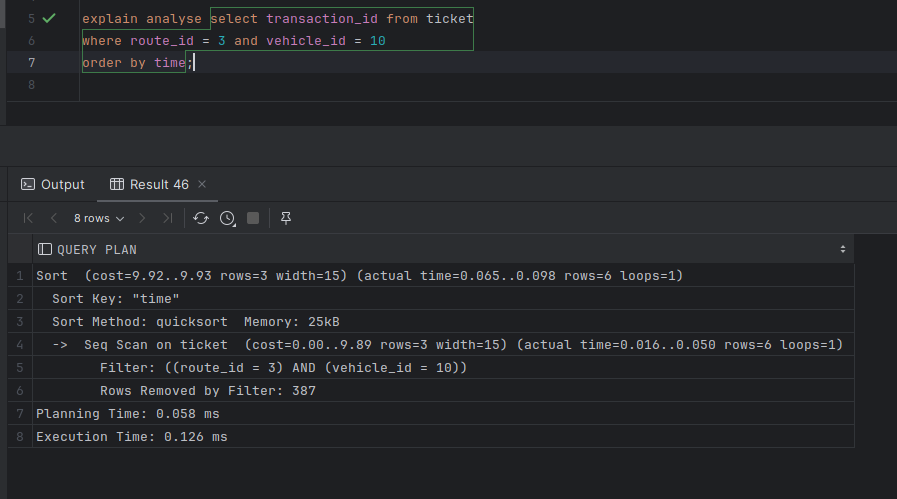 5 explain analyse select transaction_id from ticket
6 where route_id = 3 and vehicle_id = 10
7 order by time;
8
Output Result 46
8 rows
QUERY PLAN
1 Sort  (cost=9.92..9.93 rows=3 width=15) (actual time=0.065..0.098 rows=6 loops=1)
2   Sort Key: "time"
3   Sort Method: quicksort  Memory: 25kB
4   ->  Seq Scan on ticket  (cost=0.00..9.89 rows=3 width=15) (actual time=0.016..0.050 rows=6 loops=1)
5         Filter: ((route_id = 3) AND (vehicle_id = 10))
6         Rows Removed by Filter: 387
7 Planning Time: 0.058 ms
8 Execution Time: 0.126 ms